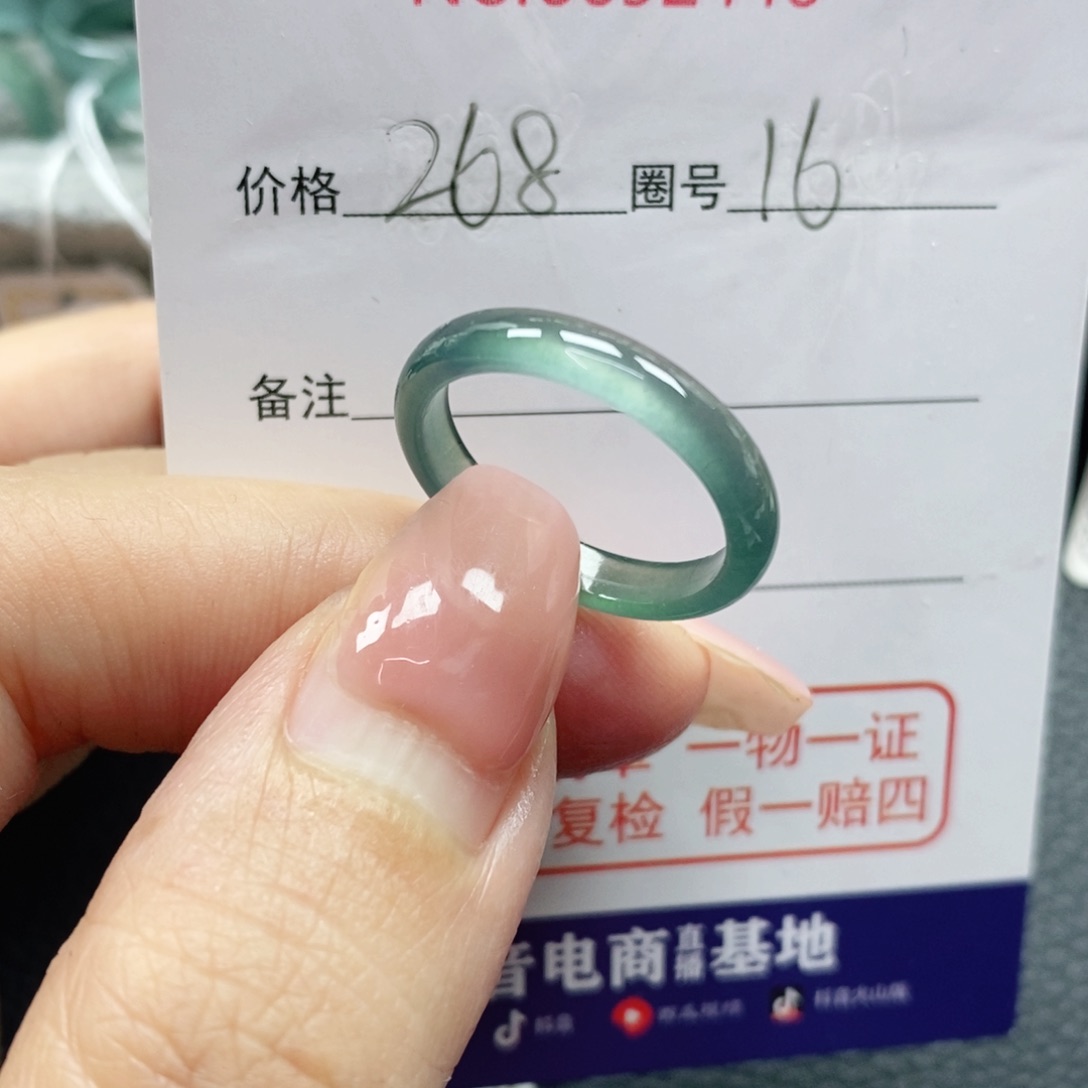 价格 268 圈号 16
备注
一物一证
复检 假一赔四
音电商直播基地